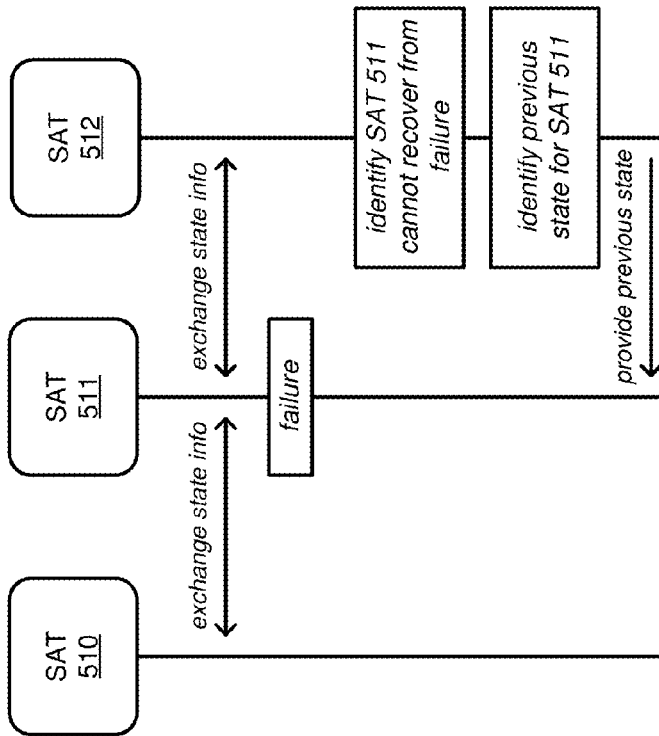 SAT
510
SAT
511
SAT
512
exchange state info
exchange state info
failure
identify SAT 511
cannot recover from
failure
identify previous
state for SAT 511
provide previous state